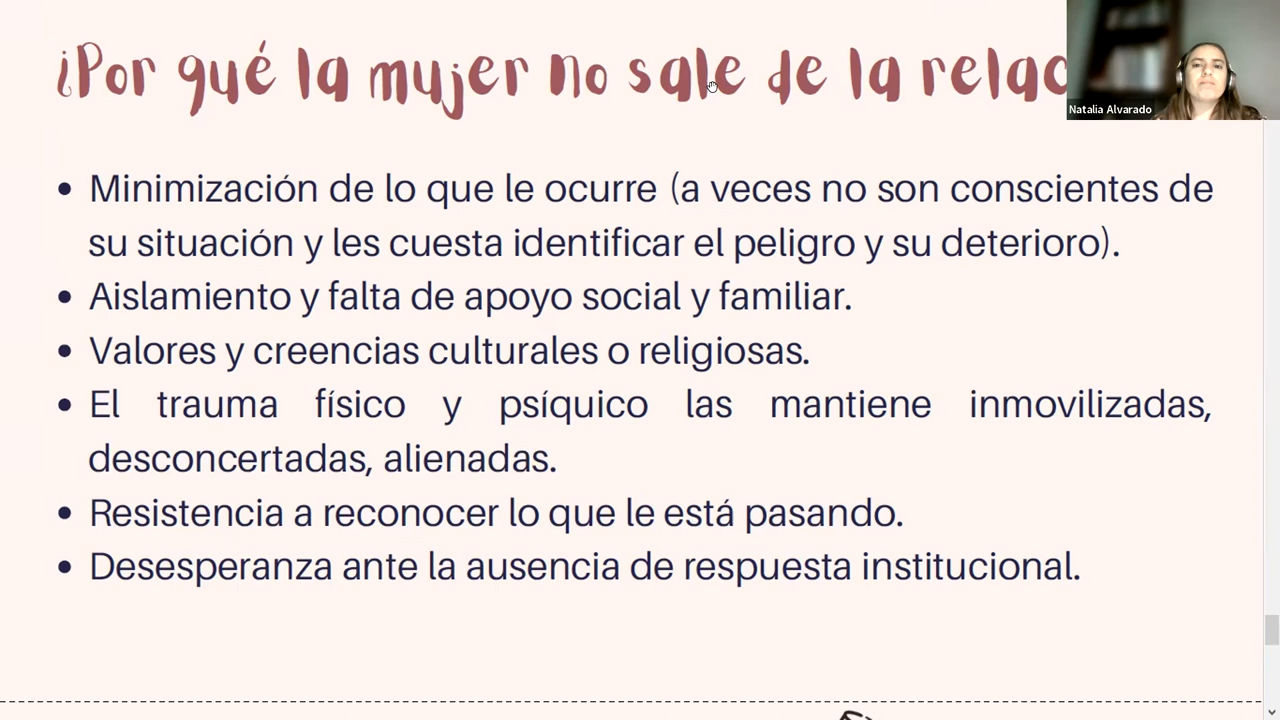 ¿Por qué la mujer no sale de la relac
Natalia Alvarado
• Minimización de lo que le ocurre (a veces no son conscientes de
su situación y les cuesta identificar el peligro y su deterioro).
• Aislamiento y falta de apoyo social y familiar.
• Valores y creencias culturales o religiosas.
• El trauma físico y psíquico las mantiene inmovilizadas,
desconcertadas, alienadas.
• Resistencia a reconocer lo que le está pasando.
• Desesperanza ante la ausencia de respuesta institucional.